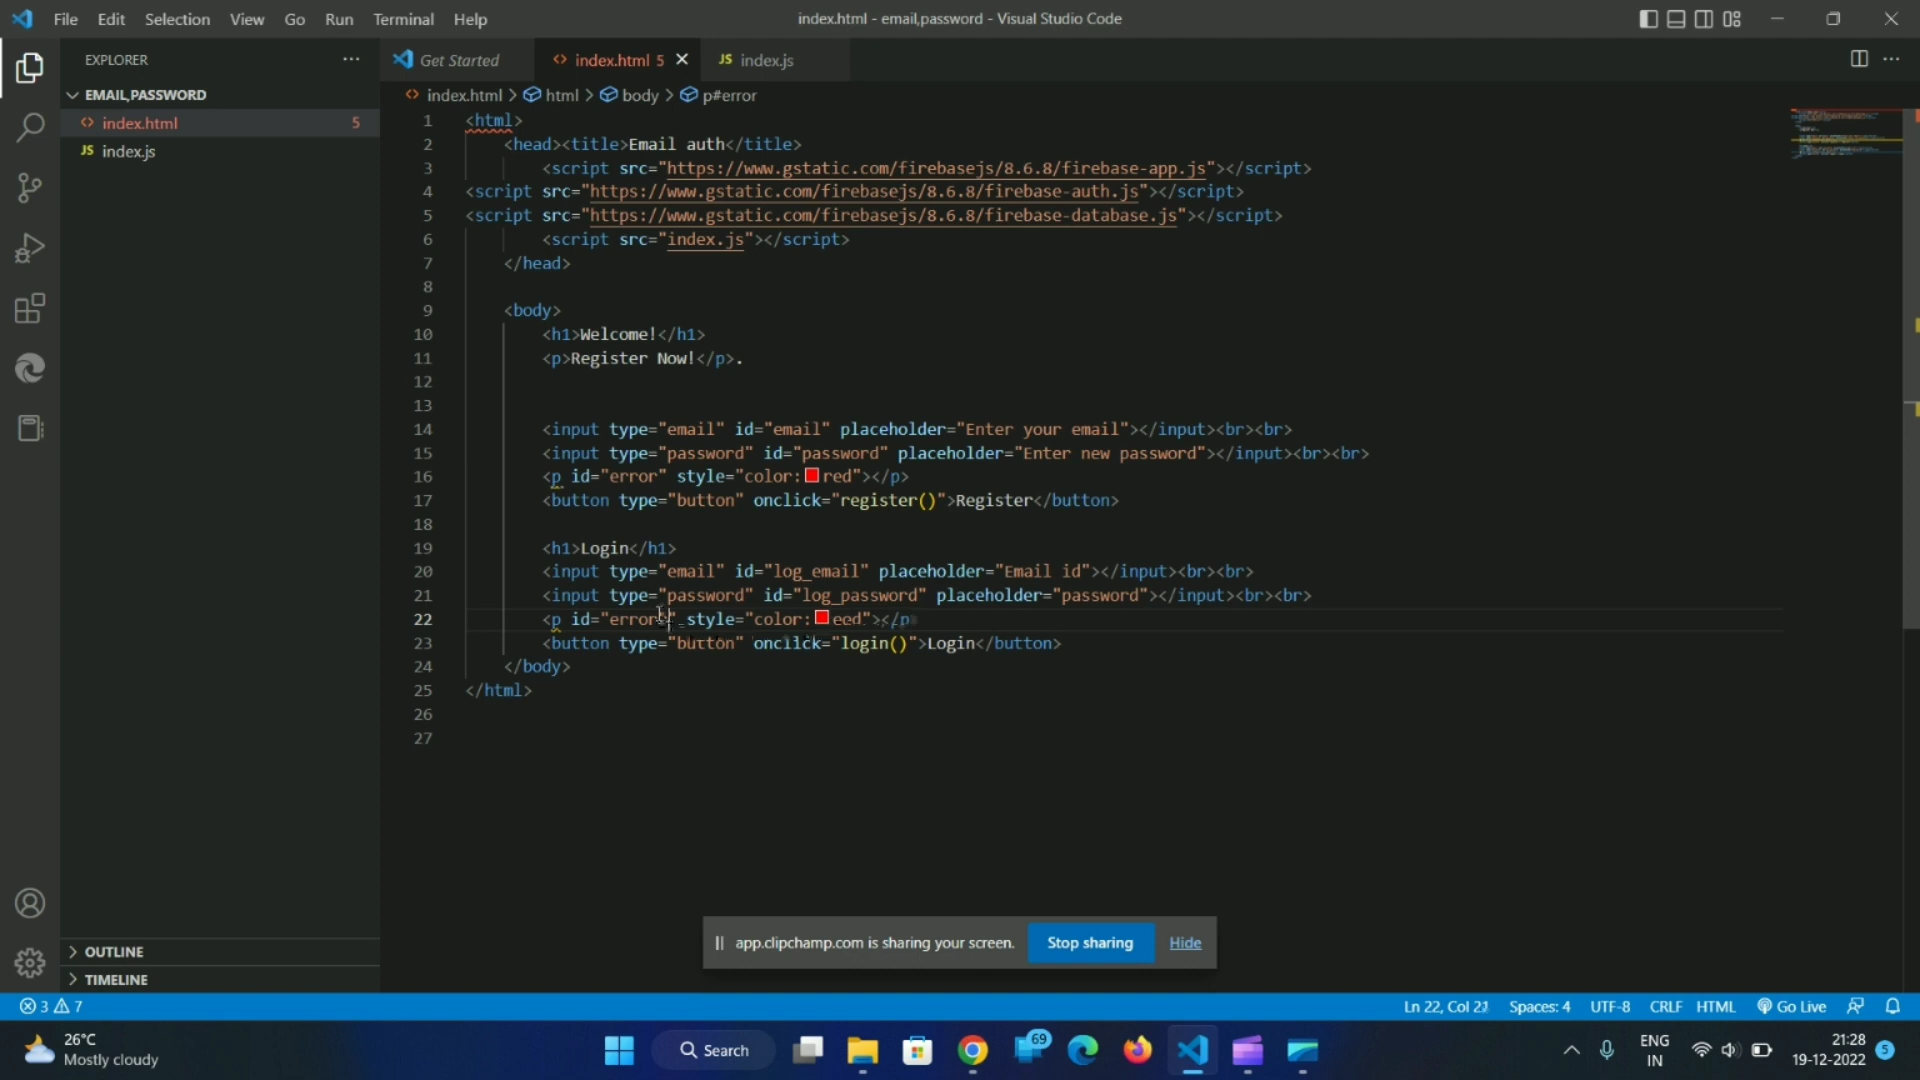 File Edit Selection View Go Run Terminal Help
index.html - email,password - Visual Studio Code
EXPLORER
EMAIL,PASSWORD
index.html 5
JS index.js
OUTLINE
TIMELINE
Get Started
index.html 5
JS index.js
index.html > html > body > p#error
1 <html>
2 <head><title>Email auth</title>
3 <script src="https://www.gstatic.com/firebasejs/8.6.8/firebase-app.js"></script>
4 <script src="https://www.gstatic.com/firebasejs/8.6.8/firebase-auth.js"></script>
5 <script src="https://www.gstatic.com/firebasejs/8.6.8/firebase-database.js"></script>
6 <script src="index.js"></script>
7 </head>
8
9 <body>
10 <h1>Welcome!</h1>
11 <p>Register Now!</p>.
12
13
14 <input type="email" id="email" placeholder="Enter your email"></input><br><br>
15 <input type="password" id="password" placeholder="Enter new password"></input><br><br>
16 <p id="error" style="color:red"></p>
17 <button type="button" onclick="register()">Register</button>
18
19 <h1>Login</h1>
20 <input type="email" id="log_email" placeholder="Email id"></input><br><br>
21 <input type="password" id="log_password" placeholder="password"></input><br><br>
22 <p id="error style="color:
23 <button type="button" onclick="login()">Login</button>
24 </body>
25 </html>
26
27
app.clipchamp.com is sharing your screen. Stop sharing Hide
3 7
Ln 22, Col Spaces: 4 UTF-8 CRLF HTML Go Live
26°C
Mostly cloudy
Search
69
ENG
IN
21:28
19-12-2022
5